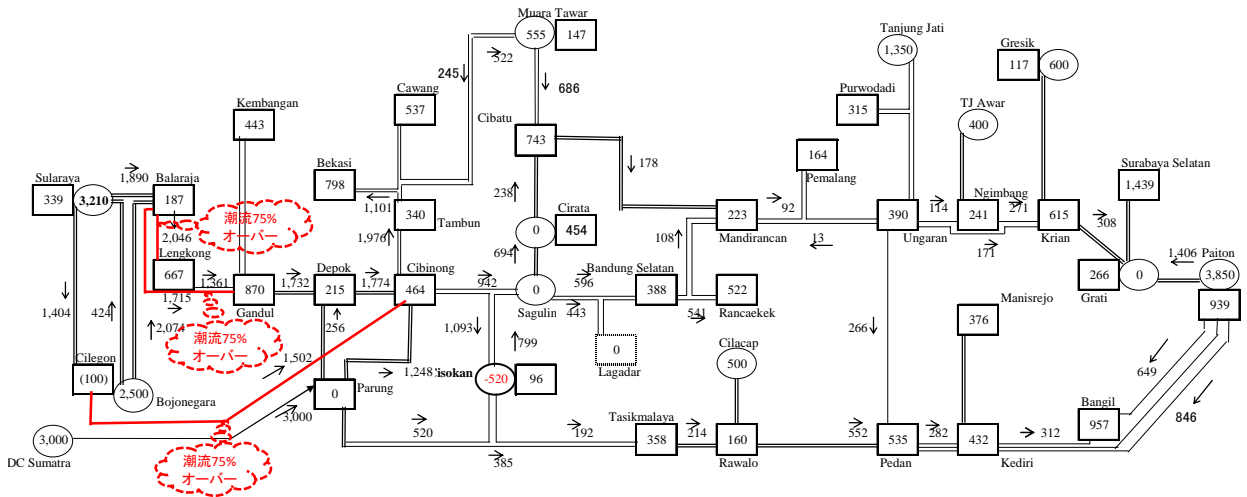 Muara Tawar
555
147
522
245
686
Tanjung Jati
1,350
Gresik
117
600
Kembangan
443
Cawang
537
Purwodadi
315
TJ Awar
400
Cibatu
743
178
164
Pemalang
Surabaya Selatan
1,439
Sularaya
339
3,210
1,890
Balaraja
187
Bekasi
798
1,101
340
Tambun
238
Cirata
0
454
223
Mandirancan
92
390
Ungaran
114
13
Ngimbang
241
271
171
615
Krian
308
潮流75%
オーバー
2,046
Lengkong
667
1,361
1,715
870
Gandul
1,732
Depok
215
1,774
1,976
Cibinong
464
942
694
0
Sagulin
596
443
Bandung Selatan
388
108
541
522
Rancaekek
266
Grati
0
1,406
Paiton
3,850
939
1,404
424
2,074
潮流75%
オーバー
256
1,093
799
0
Lagadar
266
Manisrejo
376
Cilegon
(100)
2,500
Bojonegara
1,502
0
Parung
1,248
isokan
-520
96
Cilacap
500
649
846
3,000
DC Sumatra
3,000
520
385
192
Tasikmalaya
358
214
160
Rawalo
552
535
Pedan
282
432
Kediri
312
Bangil
957
潮流75%
オーバー